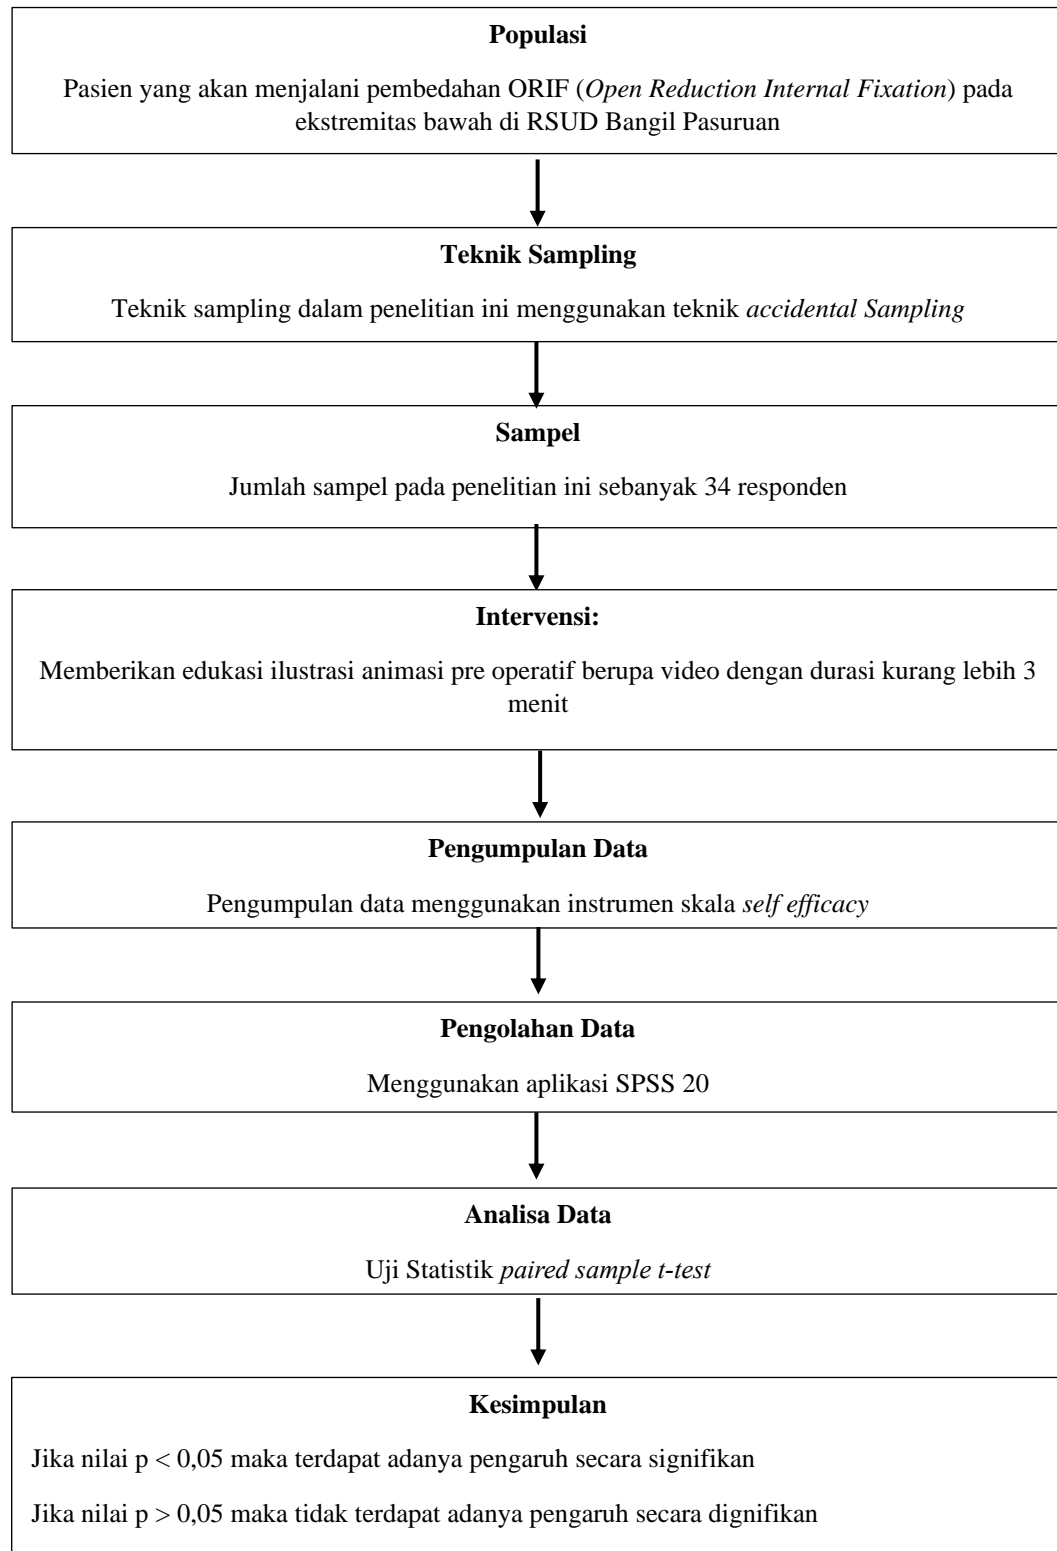 Populasi
Pasien yang akan menjalani pembedahan ORIF (Open Reduction Internal Fixation) pada
ekstremitas bawah di RSUD Bangil Pasuruan
Teknik Sampling
Teknik sampling dalam penelitian ini menggunakan teknik accidental Sampling
Sampel
Jumlah sampel pada penelitian ini sebanyak 34 responden
Intervensi:
Memberikan edukasi ilustrasi animasi pre operatif berupa video dengan durasi kurang lebih 3
menit
Pengumpulan Data
Pengumpulan data menggunakan instrumen skala self efficacy
Pengolahan Data
Menggunakan aplikasi SPSS 20
Analisa Data
Uji Statistik paired sample t-test
Kesimpulan
Jika nilai p < 0,05 maka terdapat adanya pengaruh secara signifikan
Jika nilai p > 0,05 maka tidak terdapat adanya pengaruh secara dignifikan